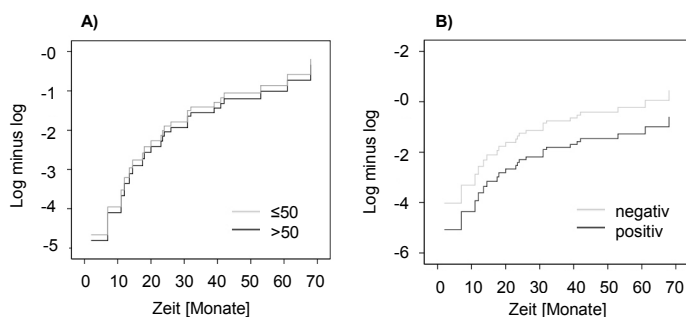 A)
-0
-1
-2
-3
-4
-5
Log minus log
≤50
>50
0 10 20 30 40 50 60 70
Zeit [Monate]
B)
-2
-0
-2
-4
-6
Log minus log
negativ
positiv
0 10 20 30 40 50 60 70
Zeit [Monate]